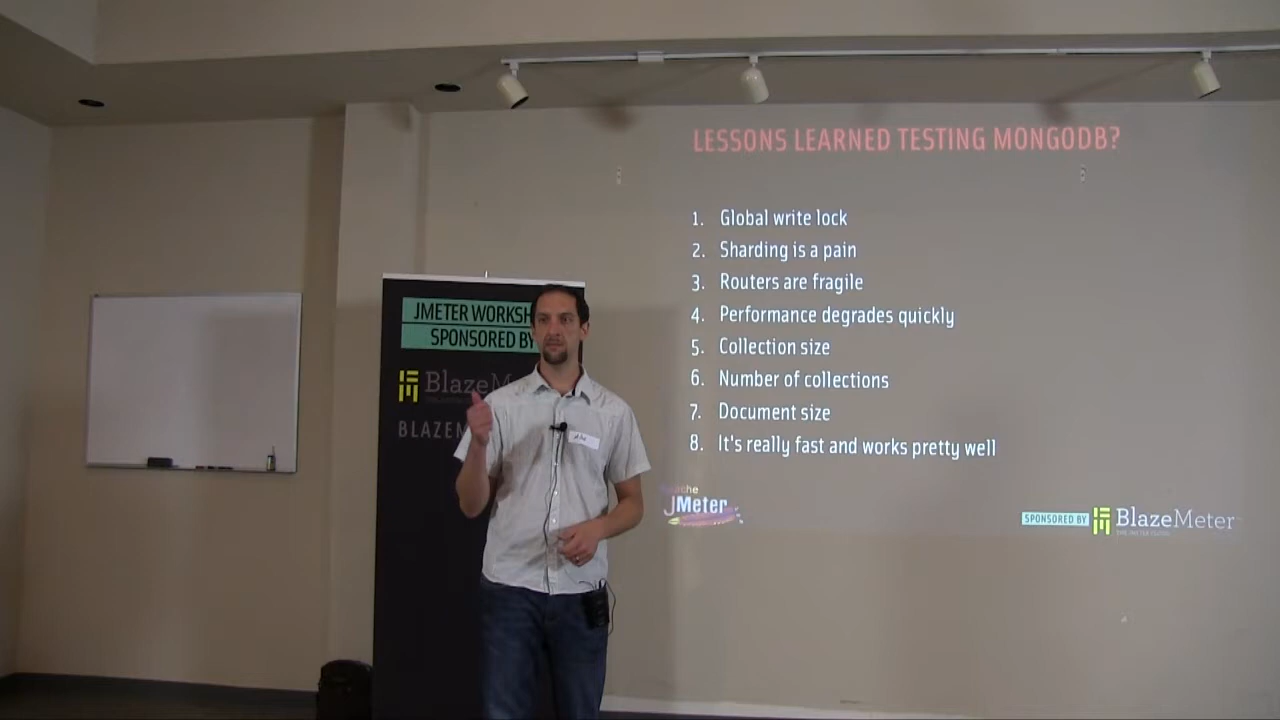 LESSONS LEARNED TESTING MONGODB?
1. Global write lock
2. Sharding is a pain
3. Routers are fragile
4. Performance degrades quickly
5. Collection size
6. Number of collections
7. Document size
8. It's really fast and works pretty well
JMeter
SPONSORED BY BlazeMeter
JMETER WORKSH
SPONSORED BY
BlazeM
BLAZEM